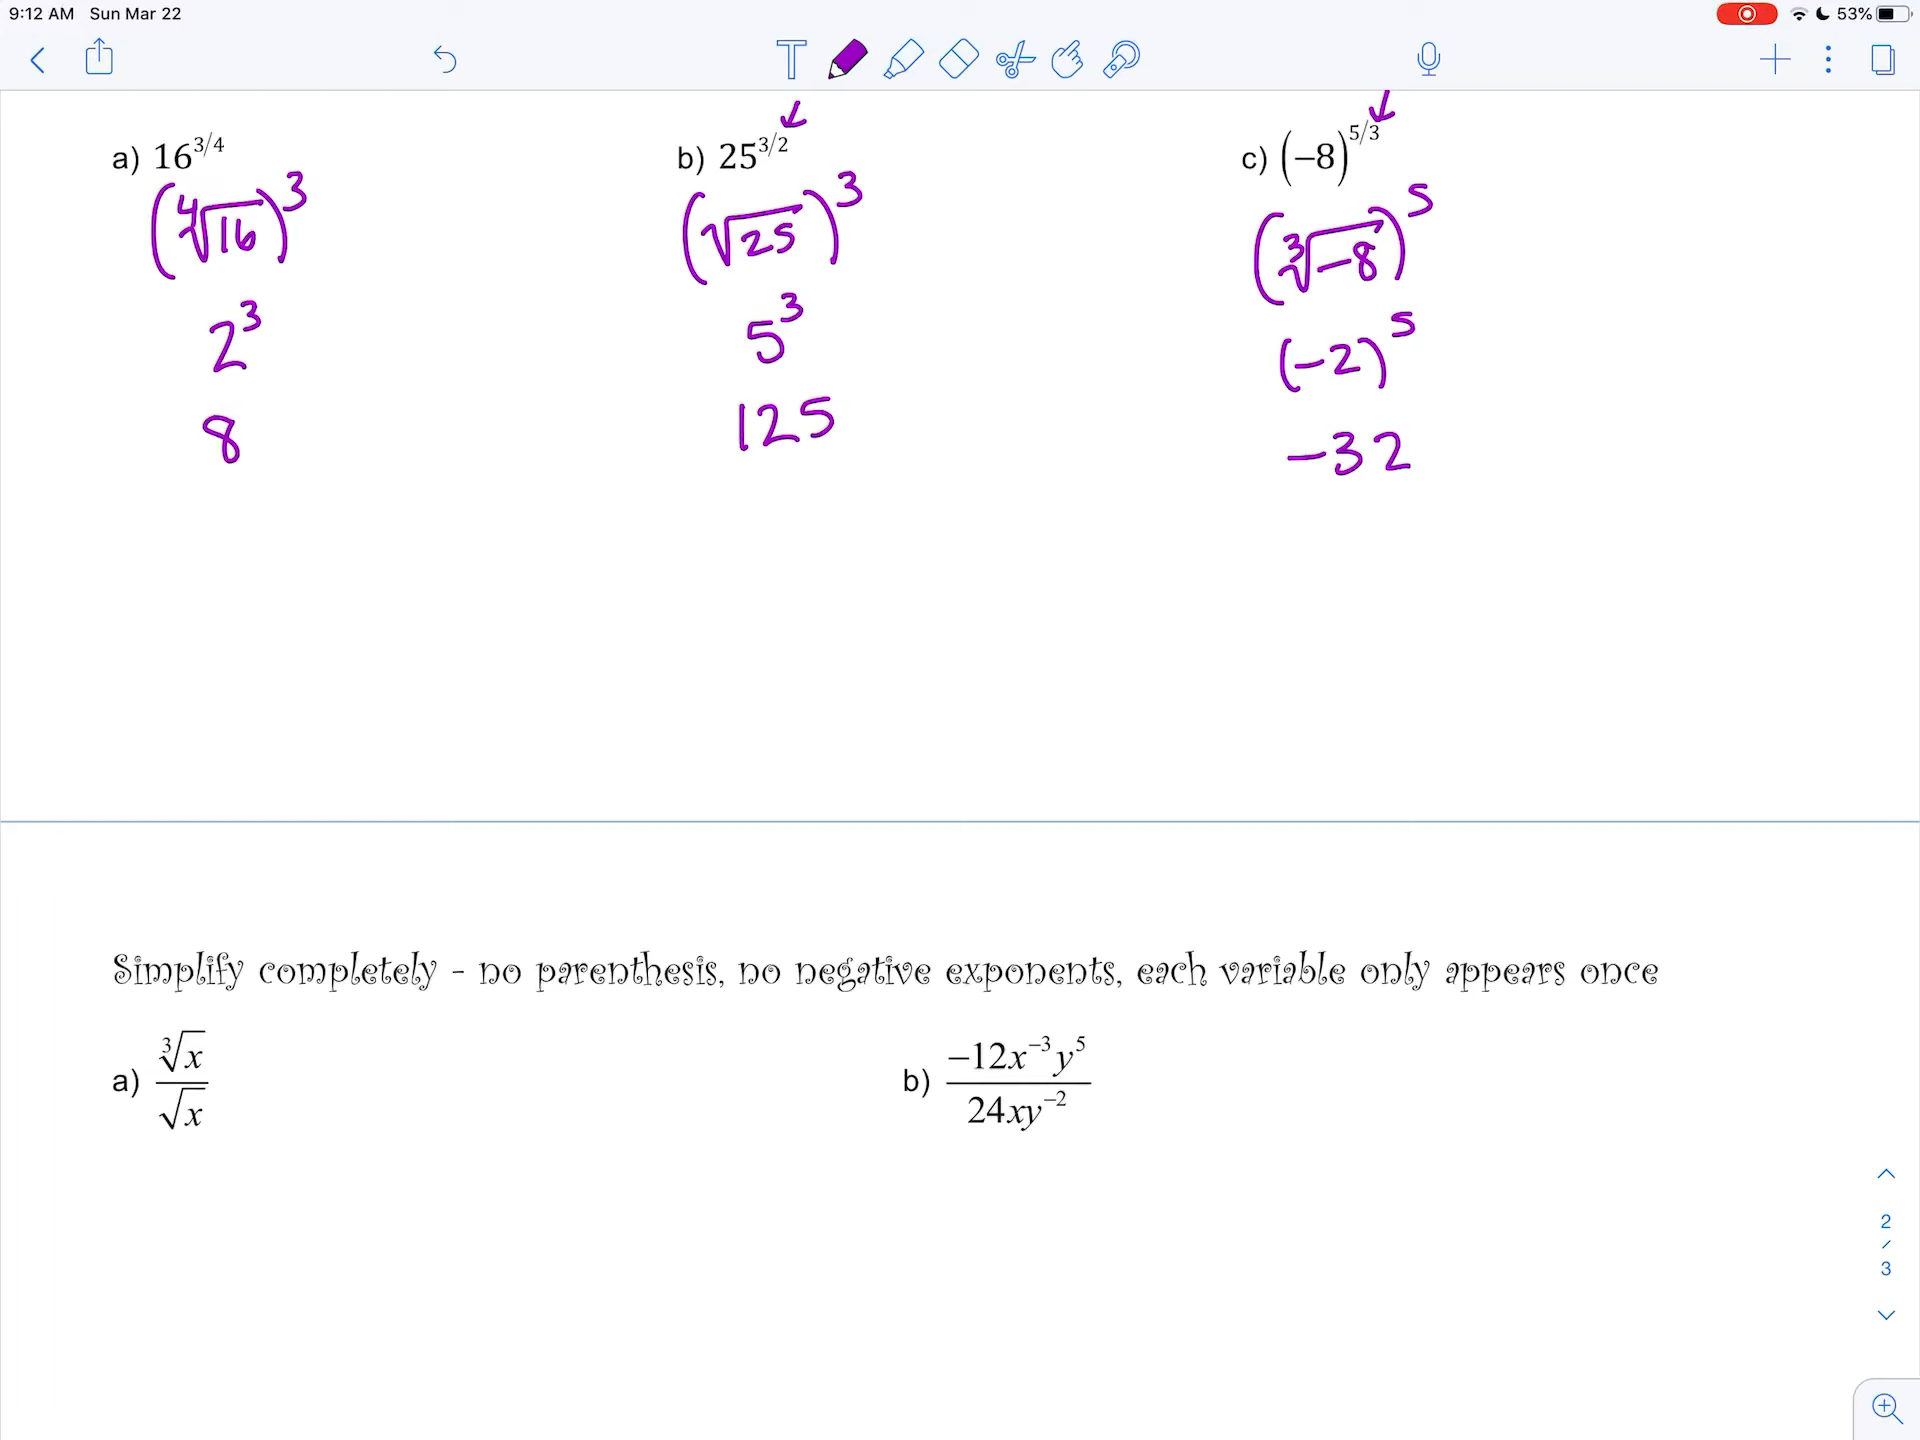 9:12 AM Sun Mar 22 53%
a) 16^{3/4} b) 25^{3/2} c) (−8)^{5/3}
(∜16)^3 (√25)^3 (∛−8)^5
2^3 5^3 (−2)^5
8 125 −32
Simplify completely - no parenthesis, no negative exponents, each variable only appears once
a) ∛x / √x b) −12x^{−3}y^5 / 24xy^{−2}
2
/
3